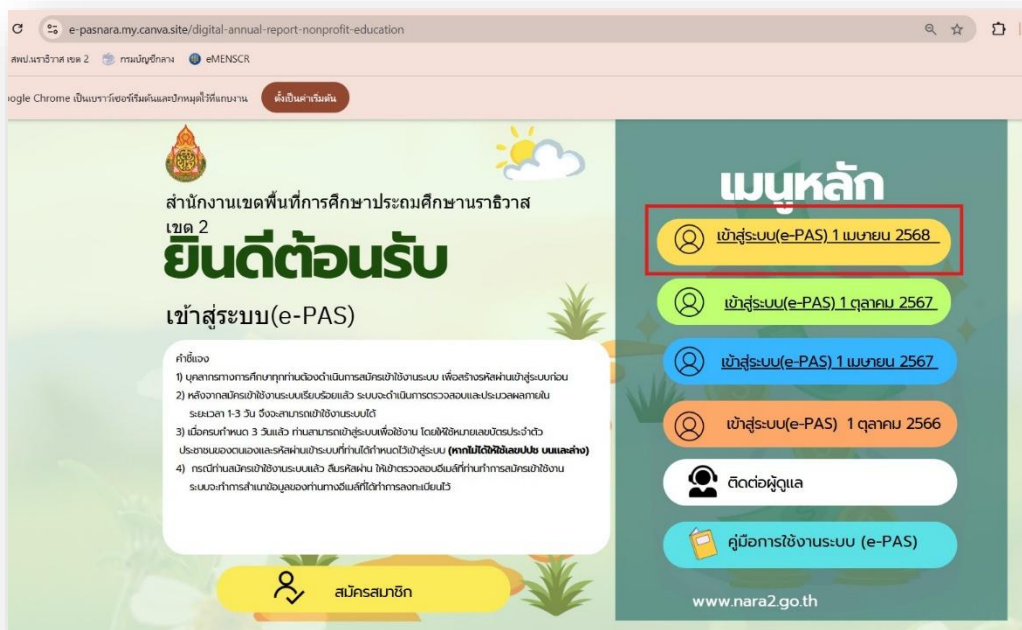 e-pasnara.my.canva.site/digital-annual-report-nonprofit-education
สพป.นราธิวาส เขต 2 กรมบัญชีกลาง eMENSCR
oogle Chrome เป็นเบราว์เซอร์เริ่มต้นและปักหมุดไว้ที่แถบงาน ตั้งเป็นค่าเริ่มต้น
สำนักงานเขตพื้นที่การศึกษาประถมศึกษานราธิวาส
เขต 2
ยินดีต้อนรับ
เข้าสู่ระบบ(e-PAS)
คำชี้แจง
1) บุคลากรทางการศึกษาทุกท่านต้องดำเนินการสมัครเข้าใช้งานระบบ เพื่อสร้างรหัสผ่านเข้าสู่ระบบก่อน
2) หลังจากสมัครเข้าใช้งานระบบเรียบร้อยแล้ว ระบบจะดำเนินการตรวจสอบและประมวลผลภายใน
ระยะเวลา 1-3 วัน จึงจะสามารถเข้าใช้งานระบบได้
3) เมื่อครบกำหนด 3 วันแล้ว ท่านสามารถเข้าสู่ระบบเพื่อใช้งาน โดยให้ใช้หมายเลขบัตรประจำตัว
ประชาชนของตนเองและรหัสผ่านเข้าระบบที่ท่านได้กำหนดไว้เข้าสู่ระบบ (หากไม่ได้ให้ใช้เลขปปช บนและล่าง)
4) กรณีท่านสมัครเข้าใช้งานระบบแล้ว ลืมรหัสผ่าน ให้เข้าตรวจสอบอีเมล์ที่ท่านทำการสมัครเข้าใช้งาน
ระบบจะทำการสำเนาข้อมูลของท่านทางอีเมล์ที่ได้ทำการลงทะเบียนไว้
สมัครสมาชิก
เมนูหลัก
เข้าสู่ระบบ(e-PAS) 1 เมษายน 2568
เข้าสู่ระบบ(e-PAS) 1 ตุลาคม 2567
เข้าสู่ระบบ(e-PAS) 1 เมษายน 2567
เข้าสู่ระบบ(e-PAS) 1 ตุลาคม 2566
ติดต่อผู้ดูแล
คู่มือการใช้งานระบบ (e-PAS)
www.nara2.go.th